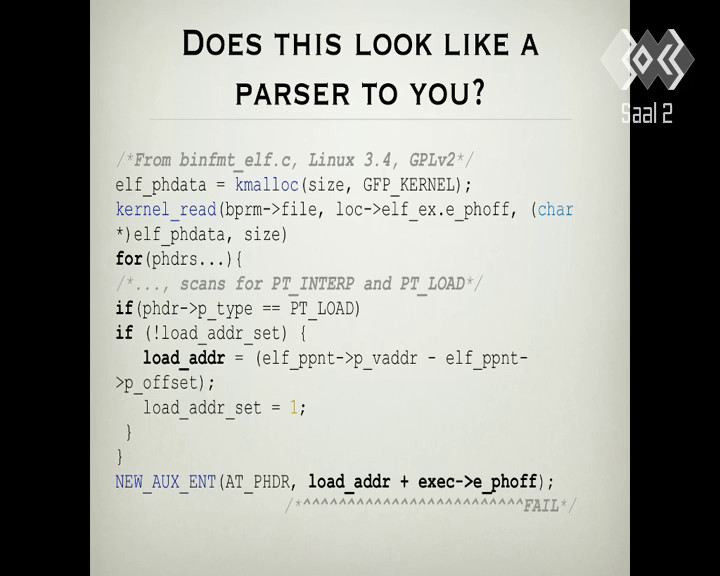 DOES THIS LOOK LIKE A
PARSER TO YOU?
Saal 2
/*From binfmt_elf.c, Linux 3.4, GPLv2*/
elf_phdata = kmalloc(size, GFP_KERNEL);
kernel_read(bprm->file, loc->elf_ex.e_phoff, (char
*)elf_phdata, size)
for(phdrs...){
/*..., scans for PT_INTERP and PT_LOAD*/
if(phdr->p_type == PT_LOAD)
if (!load_addr_set) {
load_addr = (elf_ppnt->p_vaddr - elf_ppnt-
>p_offset);
load_addr_set = 1;
}
}
NEW_AUX_ENT(AT_PHDR, load_addr + exec->e_phoff);
/*^^^^^^^^^^^^^^^^^^^^^^^^^FAIL*/